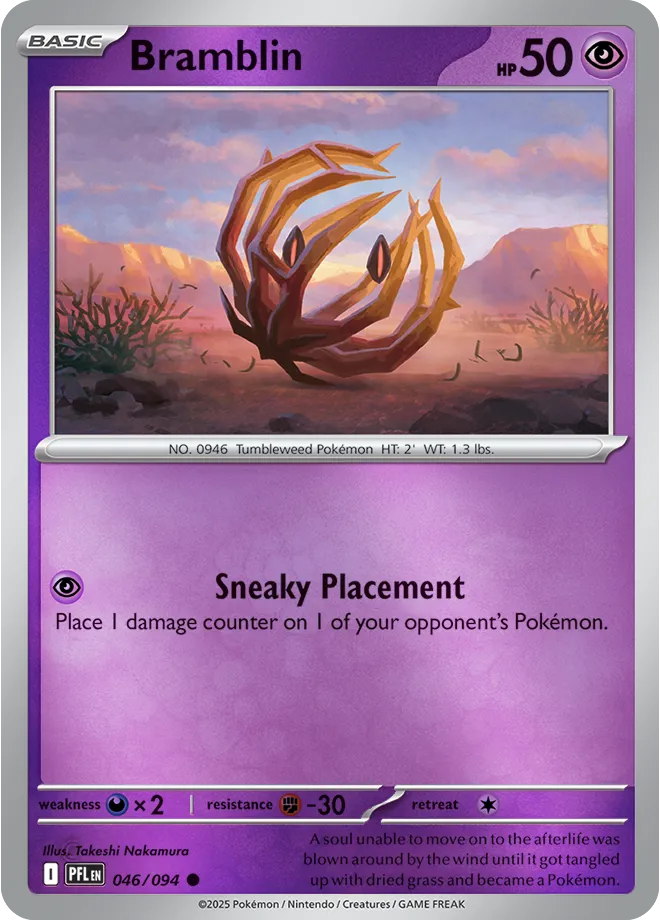 BASIC
Bramblin
HP 50
NO. 0946 Tumbleweed Pokémon HT: 2' WT: 1.3 lbs.
Sneaky Placement
Place 1 damage counter on 1 of your opponent's Pokémon.
weakness × 2 resistance -30 retreat
Illus. Takeshi Nakamura
I PFL EN 046/094
A soul unable to move on to the afterlife was
blown around by the wind until it got tangled
up with dried grass and became a Pokémon.
©2025 Pokémon / Nintendo / Creatures / GAME FREAK